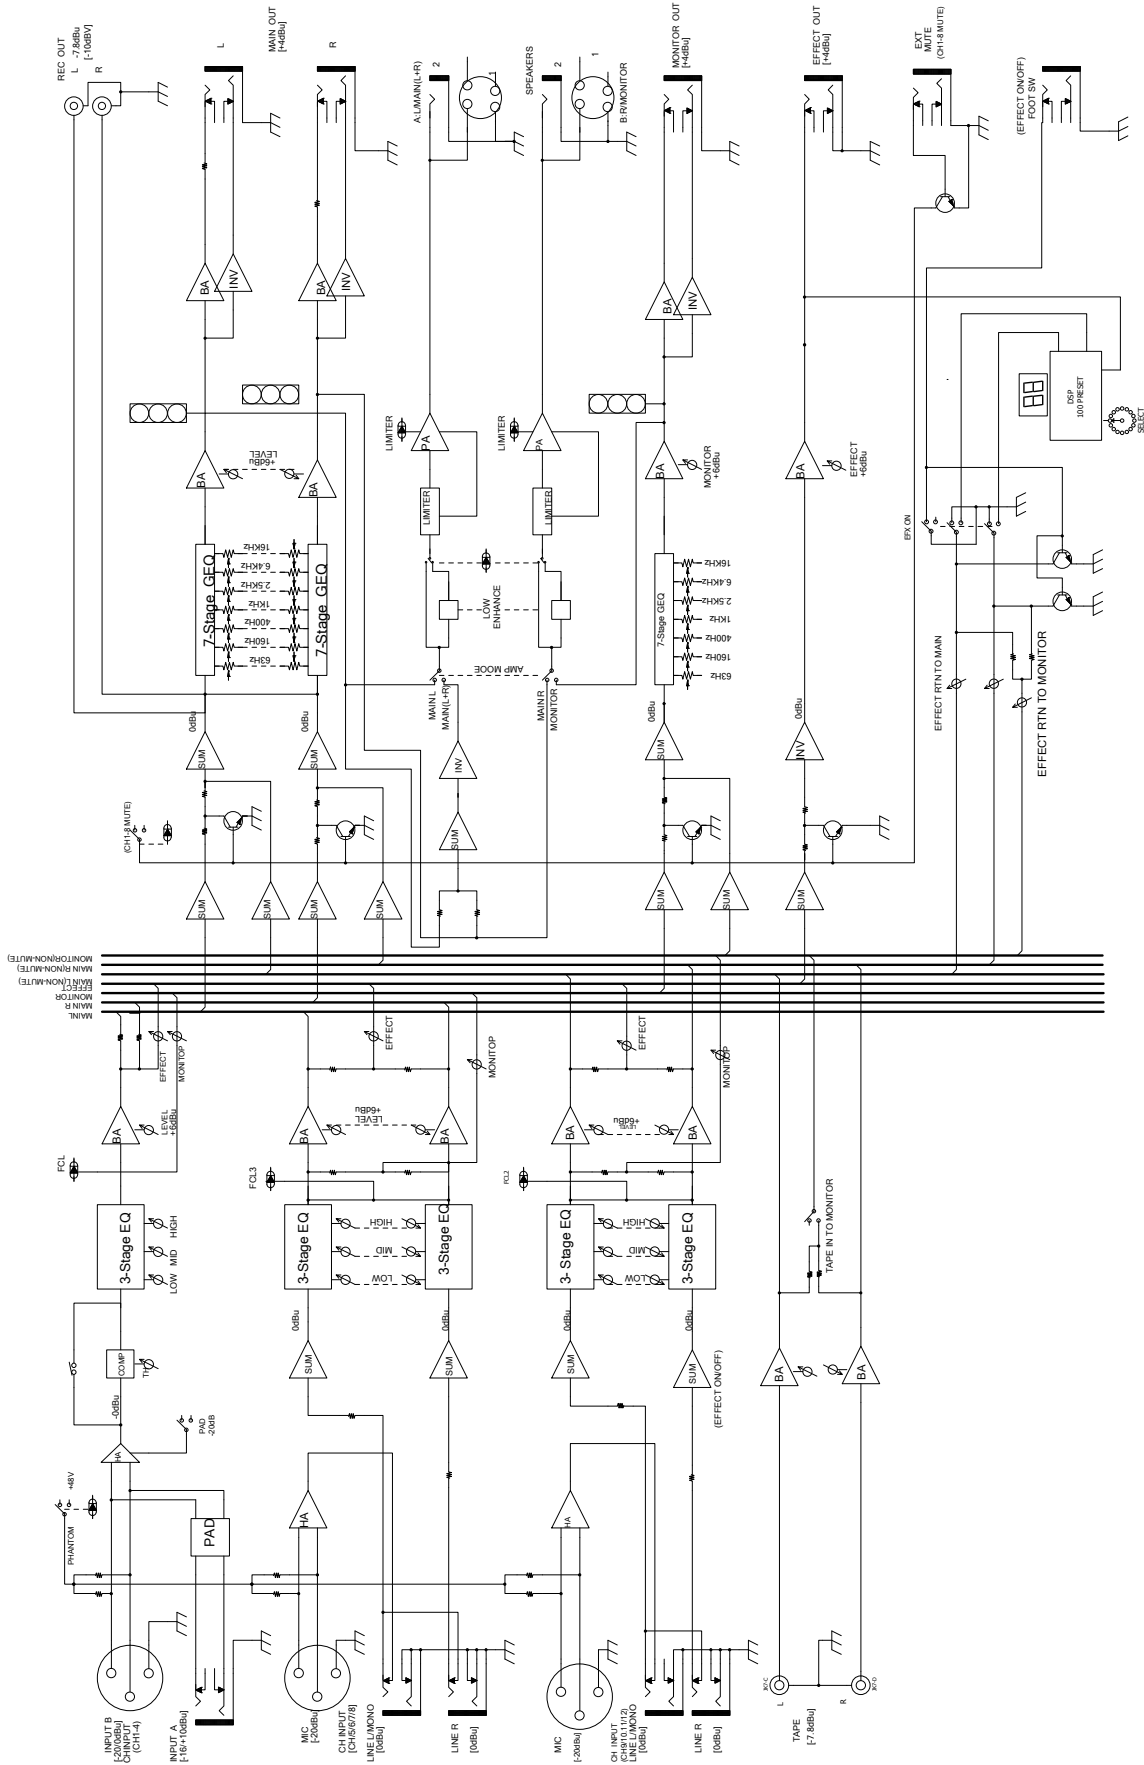 REC OUT
L -7.8dBu
[-10dBV]
R
MAIN OUT
[+4dBu]
L
R
A:L/MAIN(L+R)
2
1
SPEAKERS
2
1
B:R/MONITOR
MONITOR OUT
[+4dBu]
EFFECT OUT
[+4dBu]
EXT
MUTE
(CH1-8 MUTE)
(EFFECT ON/OFF)
FOOT SW
BA
INV
BA
INV
BA
INV
LIMITER
PA
LIMITER
PA
LIMITER
LIMITER
BA
LEVEL
+6dBu
BA
BA
MONITOR
+6dBu
BA
EFFECT
+6dBu
DSP
100 PRESET
SELECT
7-Stage GEQ
16KHz
6.4KHz
2.5KHz
1KHz
400Hz
160Hz
63Hz
7-Stage GEQ
LOW
ENHANCE
AMP MODE
MAIN L
MAIN(L+R)
MAIN R
MONITOR
7-Stage GEQ
16KHz
6.4KHz
2.5KHz
1KHz
400Hz
160Hz
63Hz
EFX ON
EFFECT RTN TO MAIN
EFFECT RTN TO MONITOR
0dBu
SUM
0dBu
SUM
INV
SUM
0dBu
SUM
0dBu
INV
(CH1-8 MUTE)
SUM
SUM
SUM
SUM
SUM
SUM
SUM
MONITOR(NON-MUTE)
MAIN R(NON-MUTE)
MAIN L(NON-MUTE)
EFFECT
MONITOR
MAIN R
MAINL
EFFECT
MONITOP
EFFECT
MONITOP
EFFECT
MONITOP
BA
LEVEL
+6dBu
BA
LEVEL
+6dBu
BA
BA
LEVEL
+6dBu
BA
FCL
FCL3
FCL2
3-Stage EQ
LOW
MID
HIGH
3-Stage EQ
HIGH
MID
LOW
3-Stage EQ
3- Stage EQ
HIGH
MID
LOW
3-Stage EQ
TAPE IN TO MONITOR
COMP
TH
-0dBu
0dBu
SUM
0dBu
SUM
0dBu
SUM
0dBu
SUM
(EFFECT ON/OFF)
BA
BA
HA
PAD
-20dB
PHANTOM
+48V
PAD
HA
HA
INPUT B
[-20/0dBu]
CHINPUT
(CH1-4)
INPUT A
[-16/+10dBu]
MIC
[-20dBu]
CH INPUT
[CH/5/6/7/8]
LINE L/MONO
[0dBu]
LINE R
[0dBu]
MIC
[-20dBu]
CH INPUT
(CH9/10.11/12)
LINE L/MONO
[0dBu]
LINE R
[0dBu]
L
R
TAPE
[-7.8dBu]